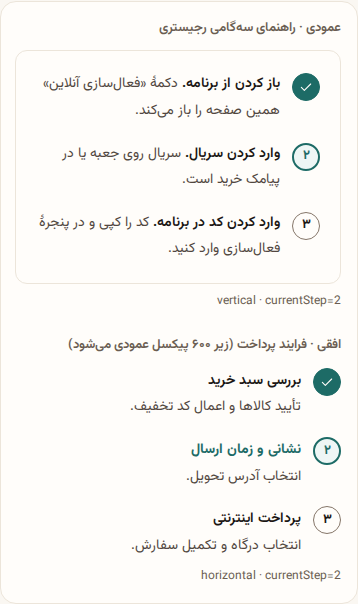 عمودی · راهنمای سه‌گامی رجیستری
باز کردن از برنامه. دکمهٔ «فعال‌سازی آنلاین»
همین صفحه را باز می‌کند.
۲
وارد کردن سریال. سریال روی جعبه یا در
پیامک خرید است.
۳
وارد کردن کد در برنامه. کد را کپی و در پنجرهٔ
فعال‌سازی وارد کنید.
vertical · currentStep=2
افقی · فرایند پرداخت (زیر ۶۰۰ پیکسل عمودی می‌شود)
بررسی سبد خرید
تأیید کالاها و اعمال کد تخفیف.
۲
نشانی و زمان ارسال
انتخاب آدرس تحویل.
۳
پرداخت اینترنتی
انتخاب درگاه و تکمیل سفارش.
horizontal · currentStep=2